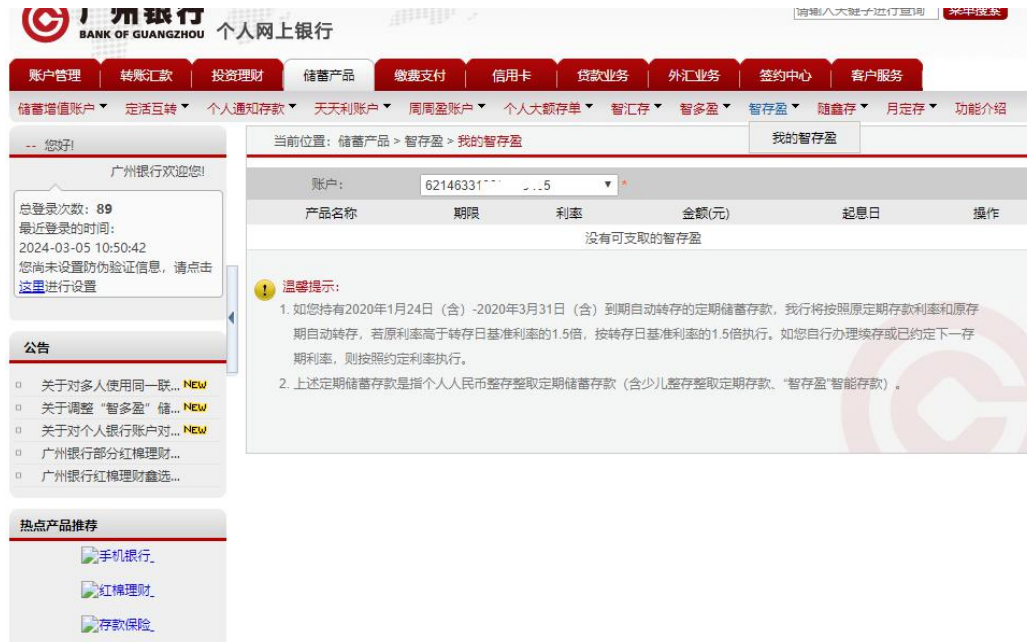 广州银行
BANK OF GUANGZHOU 个人网上银行
请输入关键字进行查询 菜单搜索
账户管理 转账汇款 投资理财 储蓄产品 缴费支付 信用卡 贷款业务 外汇业务 签约中心 客户服务
储蓄增值账户 定活互转 个人通知存款 天天利账户 周周盈账户 个人大额存单 智汇存 智多盈 智存盈 随鑫存 月定存 功能介绍
我的智存盈
-- 您好!
广州银行欢迎您!
总登录次数: 89
最近登录的时间:
2024-03-05 10:50:42
您尚未设置防伪验证信息,请点击
这里进行设置
公告
关于对多人使用同一联... NEW
关于调整“智多盈”储... NEW
关于对个人银行账户对... NEW
广州银行部分红棉理财...
广州银行红棉理财鑫选...
热点产品推荐
手机银行_
红棉理财_
存款保险_
当前位置: 储蓄产品 > 智存盈 > 我的智存盈
账户: 62146331 *
产品名称 期限 利率 金额(元) 起息日 操作
没有可支取的智存盈
温馨提示:
1. 如您持有2020年1月24日(含)-2020年3月31日(含)到期自动转存的定期储蓄存款,我行将按照原定期存款利率和原存
期自动转存,若原利率高于转存日基准利率的1.5倍,按转存日基准利率的1.5倍执行。如您自行办理续存或已约定下一存
期利率,则按照约定利率执行。
2. 上述定期储蓄存款是指个人人民币整存整取定期储蓄存款(含少儿整存整取定期存款、“智存盈”智能存款)。